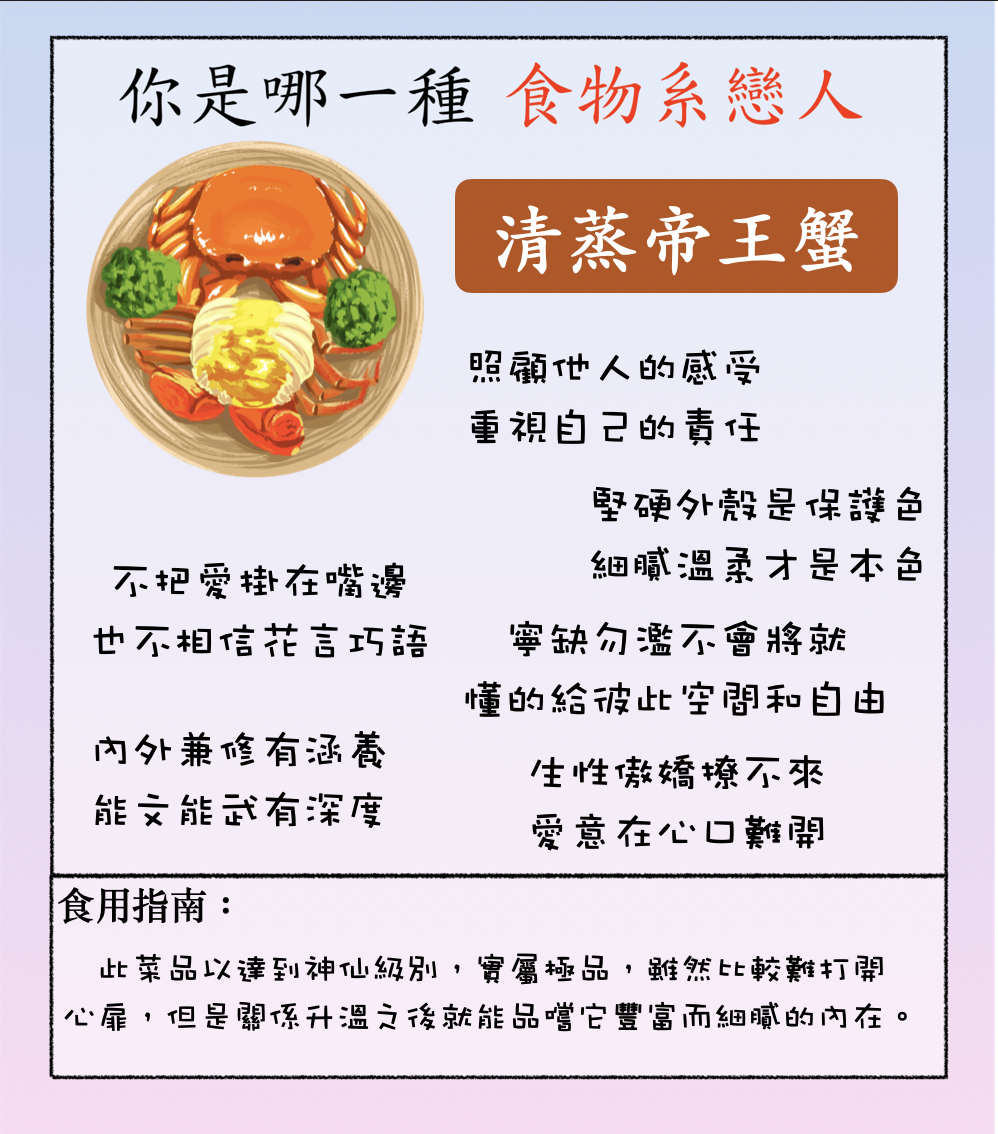 你是哪一種 食物系戀人
清蒸帝王蟹
照顧他人的感受
重視自己的責任
堅硬外殼是保護色
細膩溫柔才是本色
不把愛掛在嘴邊
也不相信花言巧語
寧缺勿濫不會將就
懂的給彼此空間和自由
內外兼修有涵養
能文能武有深度
生性傲嬌撩不來
愛意在心口難開
食用指南：
此菜品以達到神仙級別，實屬極品，雖然比較難打開
心扉，但是關係升溫之後就能品嚐它豐富而細膩的內在。